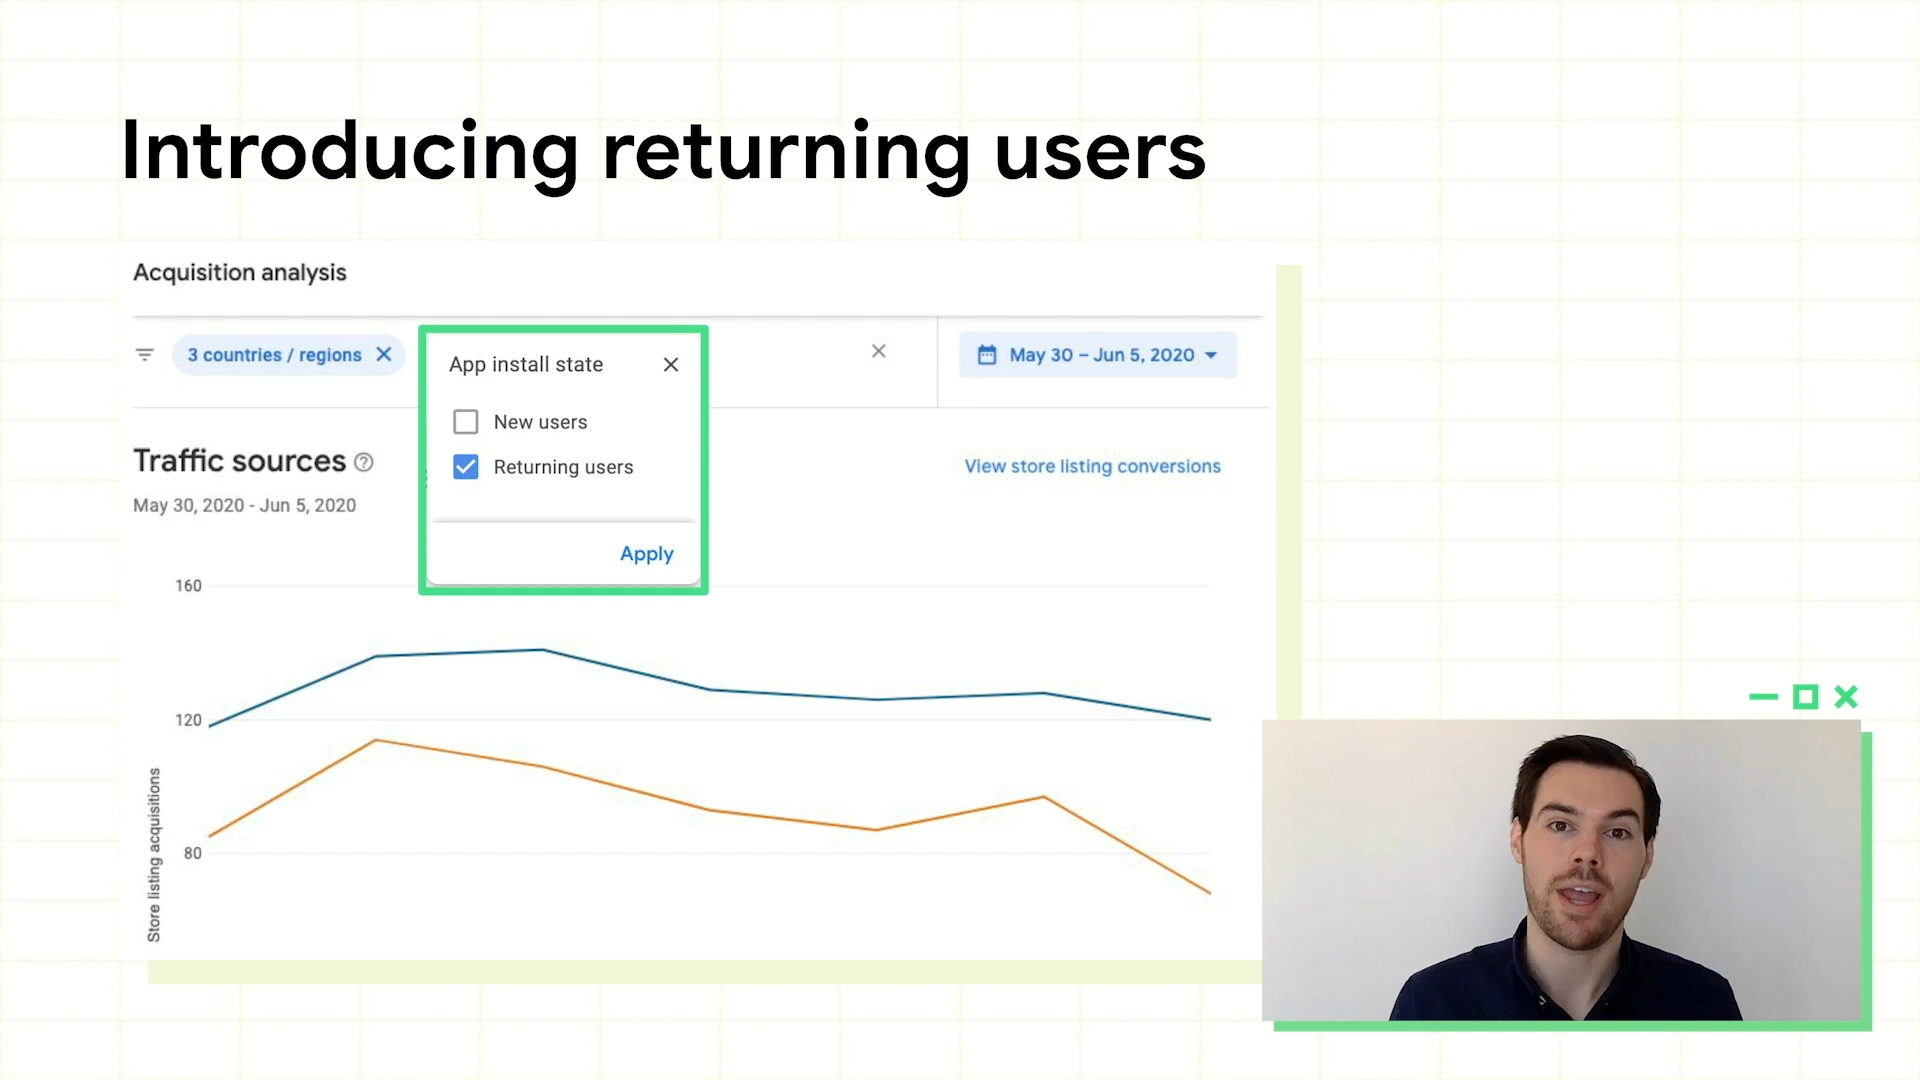 Introducing returning users
Acquisition analysis
3 countries / regions
App install state
May 30 – Jun 5, 2020
New users
Returning users
Apply
Traffic sources
View store listing conversions
May 30, 2020 - Jun 5, 2020
160
120
80
Store listing acquisitions